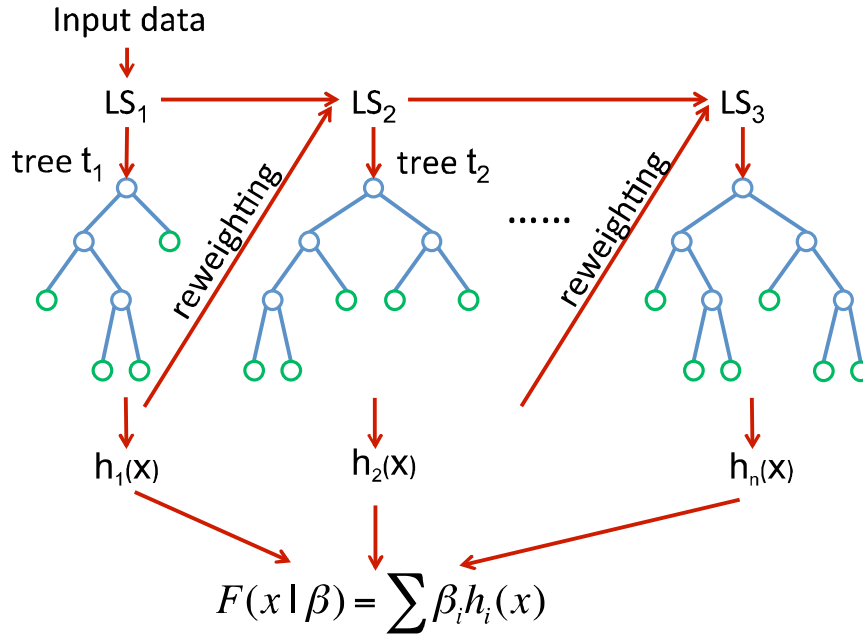 Input data
LS₁ LS₂ LS₃
tree t₁ tree t₂
......
reweighting reweighting
h₁(x) h₂(x) hₙ(x)
F(x | β) = ∑ βᵢhᵢ(x)